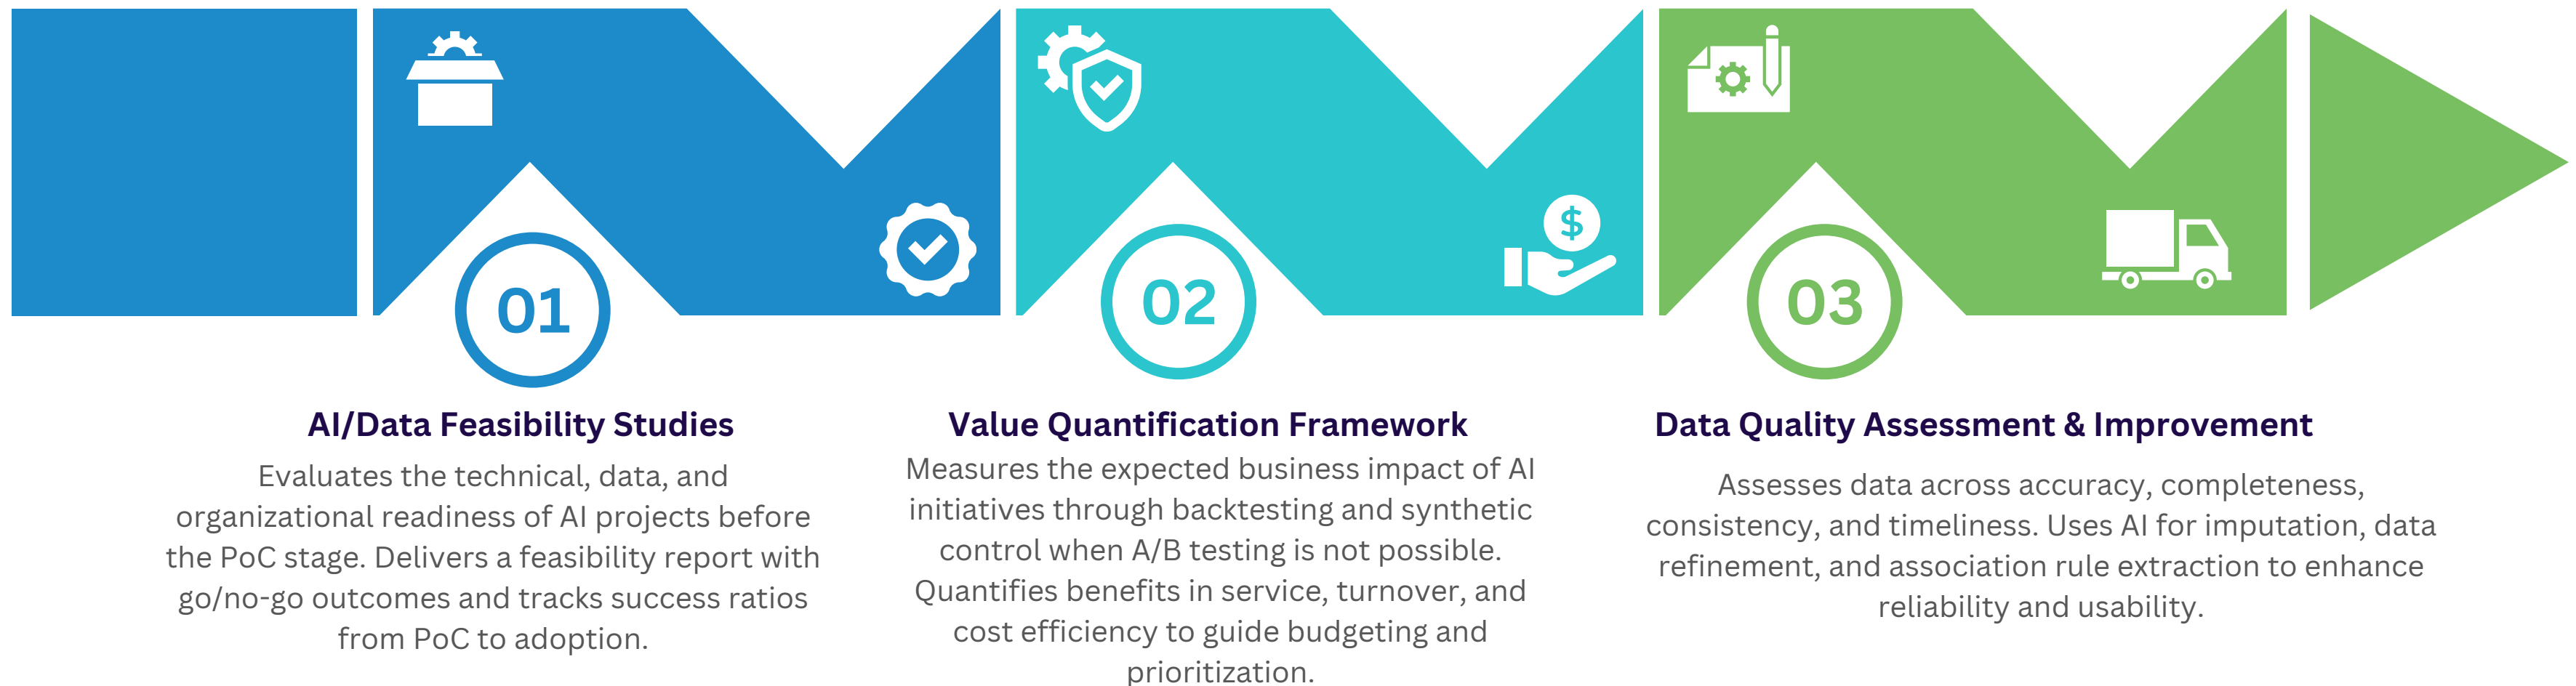 $
01
02
03
AI/Data Feasibility Studies
Evaluates the technical, data, and
organizational readiness of AI projects before
the PoC stage. Delivers a feasibility report with
go/no-go outcomes and tracks success ratios
from PoC to adoption.
Value Quantification Framework
Measures the expected business impact of AI
initiatives through backtesting and synthetic
control when A/B testing is not possible.
Quantifies benefits in service, turnover, and
cost efficiency to guide budgeting and
prioritization.
Data Quality Assessment & Improvement
Assesses data across accuracy, completeness,
consistency, and timeliness. Uses AI for imputation, data
refinement, and association rule extraction to enhance
reliability and usability.